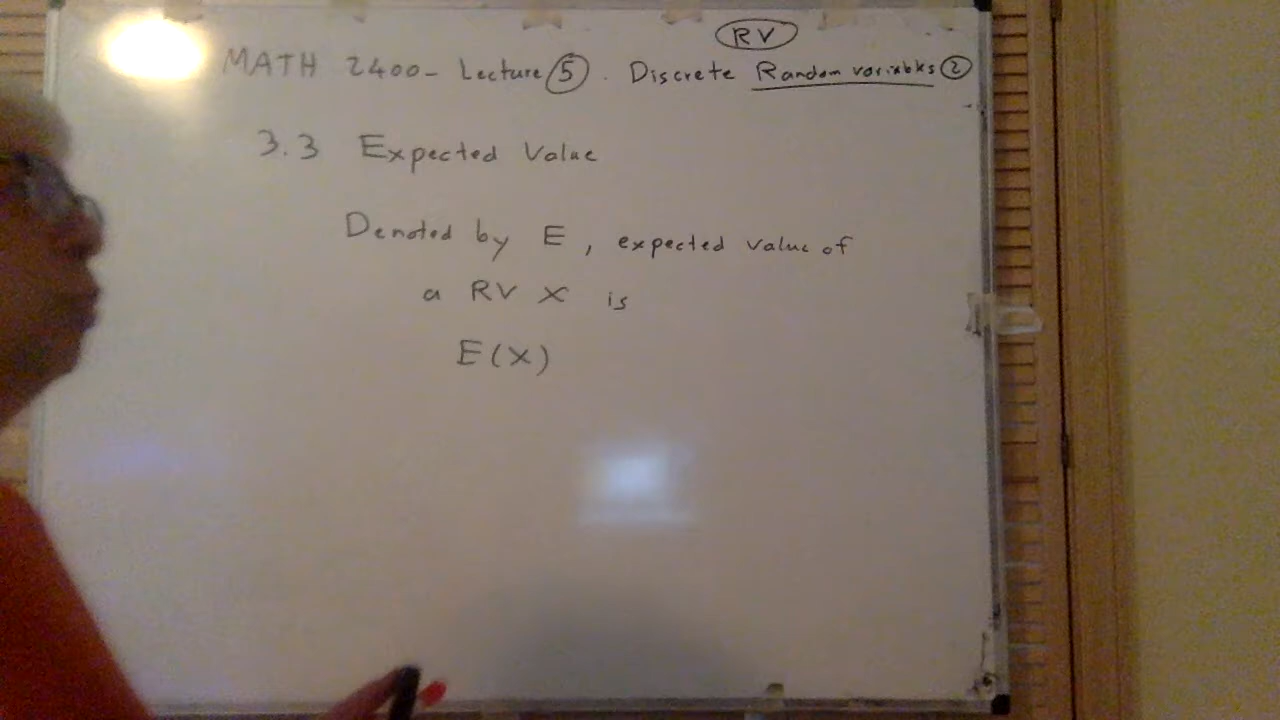 RV
MATH 2400- Lecture 5. Discrete Random variables 2
3.3 Expected Value
Denoted by E, expected value of
a RV X is
E(X)